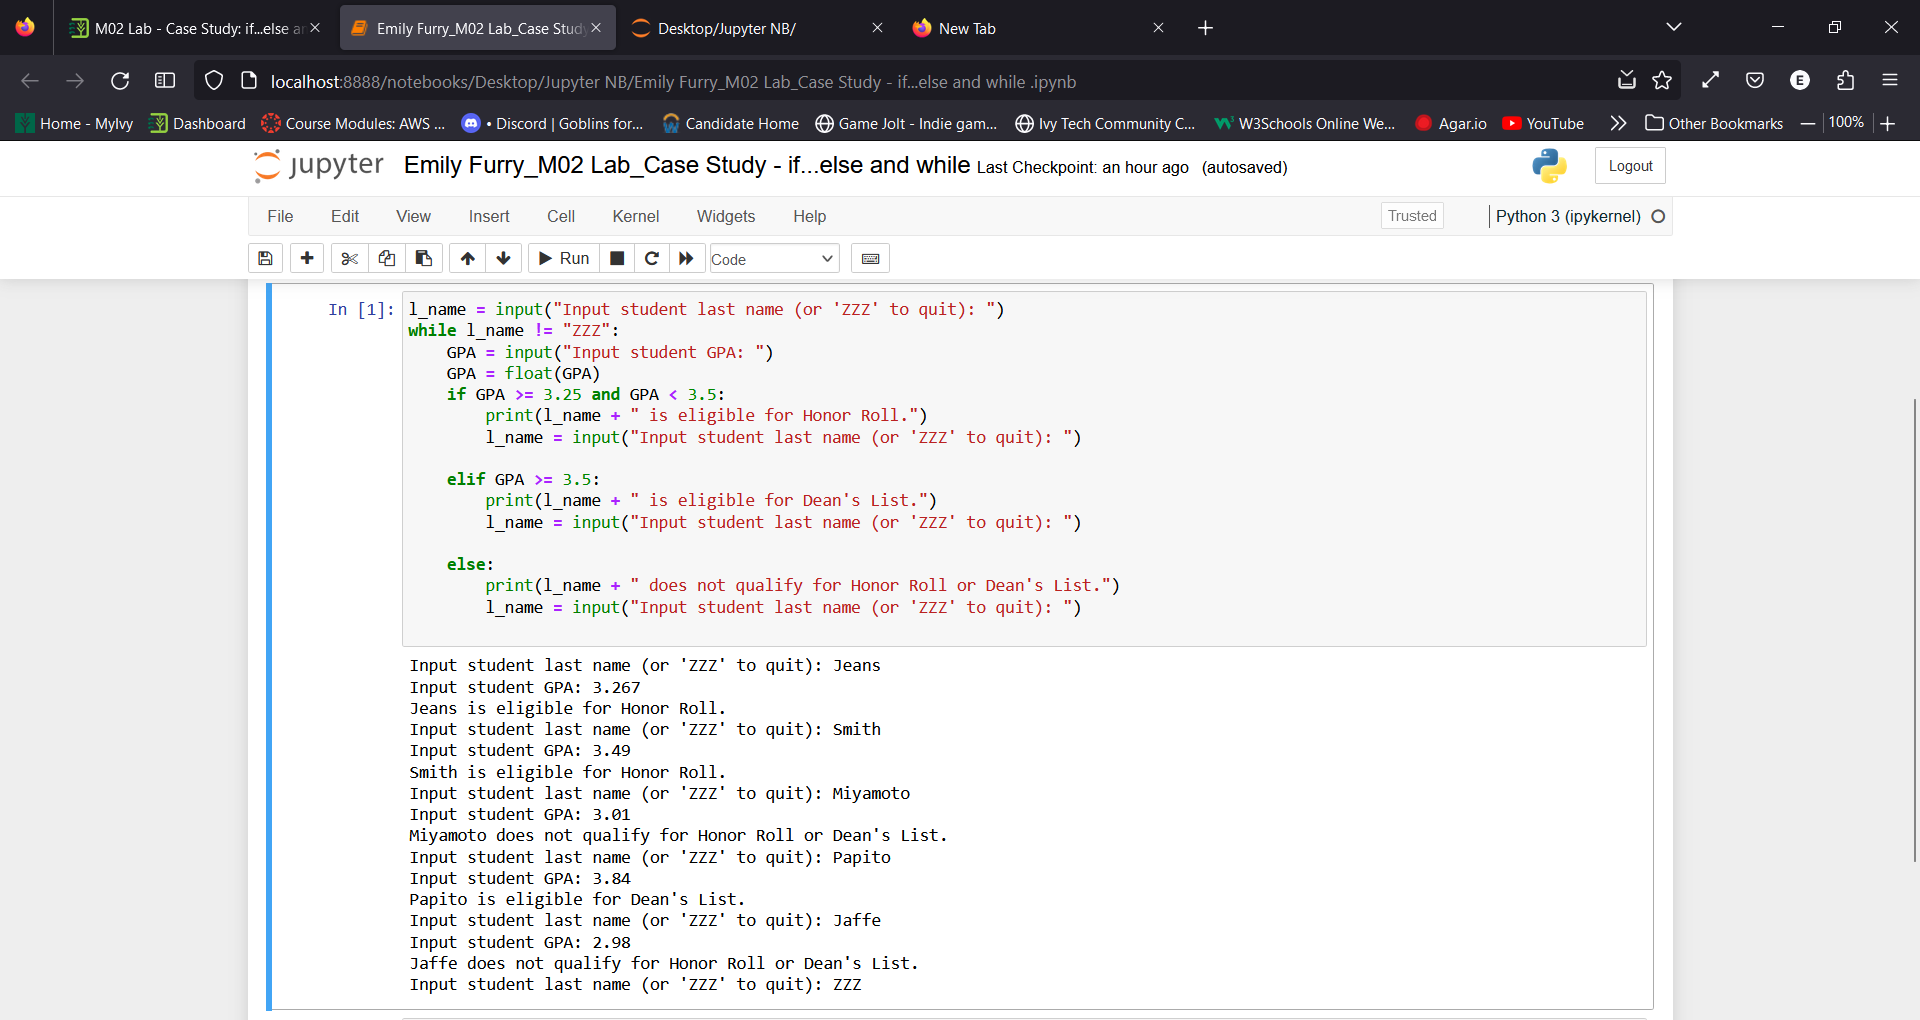 M02 Lab - Case Study: if...else ar
Emily Furry_M02 Lab_Case Study
Desktop/Jupyter NB/
New Tab
localhost:8888/notebooks/Desktop/Jupyter NB/Emily Furry_M02 Lab_Case Study - if...else and while .ipynb
E
Home - MyIvy
Dashboard
Course Modules: AWS ...
• Discord | Goblins for...
Candidate Home
Game Jolt - Indie gam...
Ivy Tech Community C...
W3Schools Online We...
Agar.io
YouTube
Other Bookmarks
100%
jupyter Emily Furry_M02 Lab_Case Study - if...else and while Last Checkpoint: an hour ago (autosaved)
Logout
File Edit View Insert Cell Kernel Widgets Help
Trusted
Python 3 (ipykernel)
Run
Code
In [1]:
l_name = input("Input student last name (or 'ZZZ' to quit): ")
while l_name != "ZZZ":
    GPA = input("Input student GPA: ")
    GPA = float(GPA)
    if GPA >= 3.25 and GPA < 3.5:
        print(l_name + " is eligible for Honor Roll.")
        l_name = input("Input student last name (or 'ZZZ' to quit): ")
    elif GPA >= 3.5:
        print(l_name + " is eligible for Dean's List.")
        l_name = input("Input student last name (or 'ZZZ' to quit): ")
    else:
        print(l_name + " does not qualify for Honor Roll or Dean's List.")
        l_name = input("Input student last name (or 'ZZZ' to quit): ")
Input student last name (or 'ZZZ' to quit): Jeans
Input student GPA: 3.267
Jeans is eligible for Honor Roll.
Input student last name (or 'ZZZ' to quit): Smith
Input student GPA: 3.49
Smith is eligible for Honor Roll.
Input student last name (or 'ZZZ' to quit): Miyamoto
Input student GPA: 3.01
Miyamoto does not qualify for Honor Roll or Dean's List.
Input student last name (or 'ZZZ' to quit): Papito
Input student GPA: 3.84
Papito is eligible for Dean's List.
Input student last name (or 'ZZZ' to quit): Jaffe
Input student GPA: 2.98
Jaffe does not qualify for Honor Roll or Dean's List.
Input student last name (or 'ZZZ' to quit): ZZZ